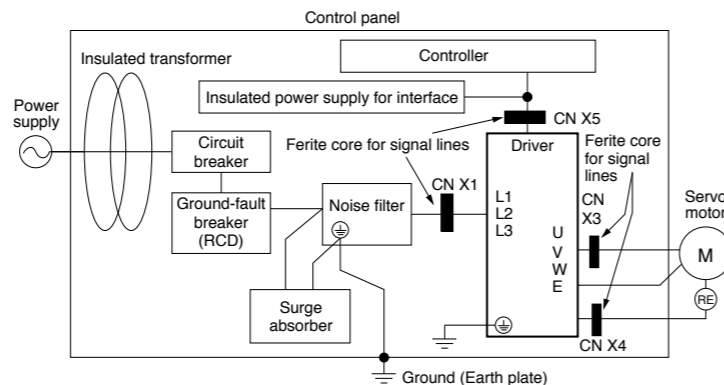 Control panel
Insulated transformer
Controller
Power
supply
Insulated power supply for interface
CN X5
Ferite core for signal lines
Driver
Ferite core
for signal
lines
Circuit
breaker
CN X1
Ground-fault
breaker
(RCD)
Noise filter
L1
L2
L3
CN
X3
Servo
motor
U
V
W
E
M
RE
Surge
absorber
CN X4
Ground (Earth plate)